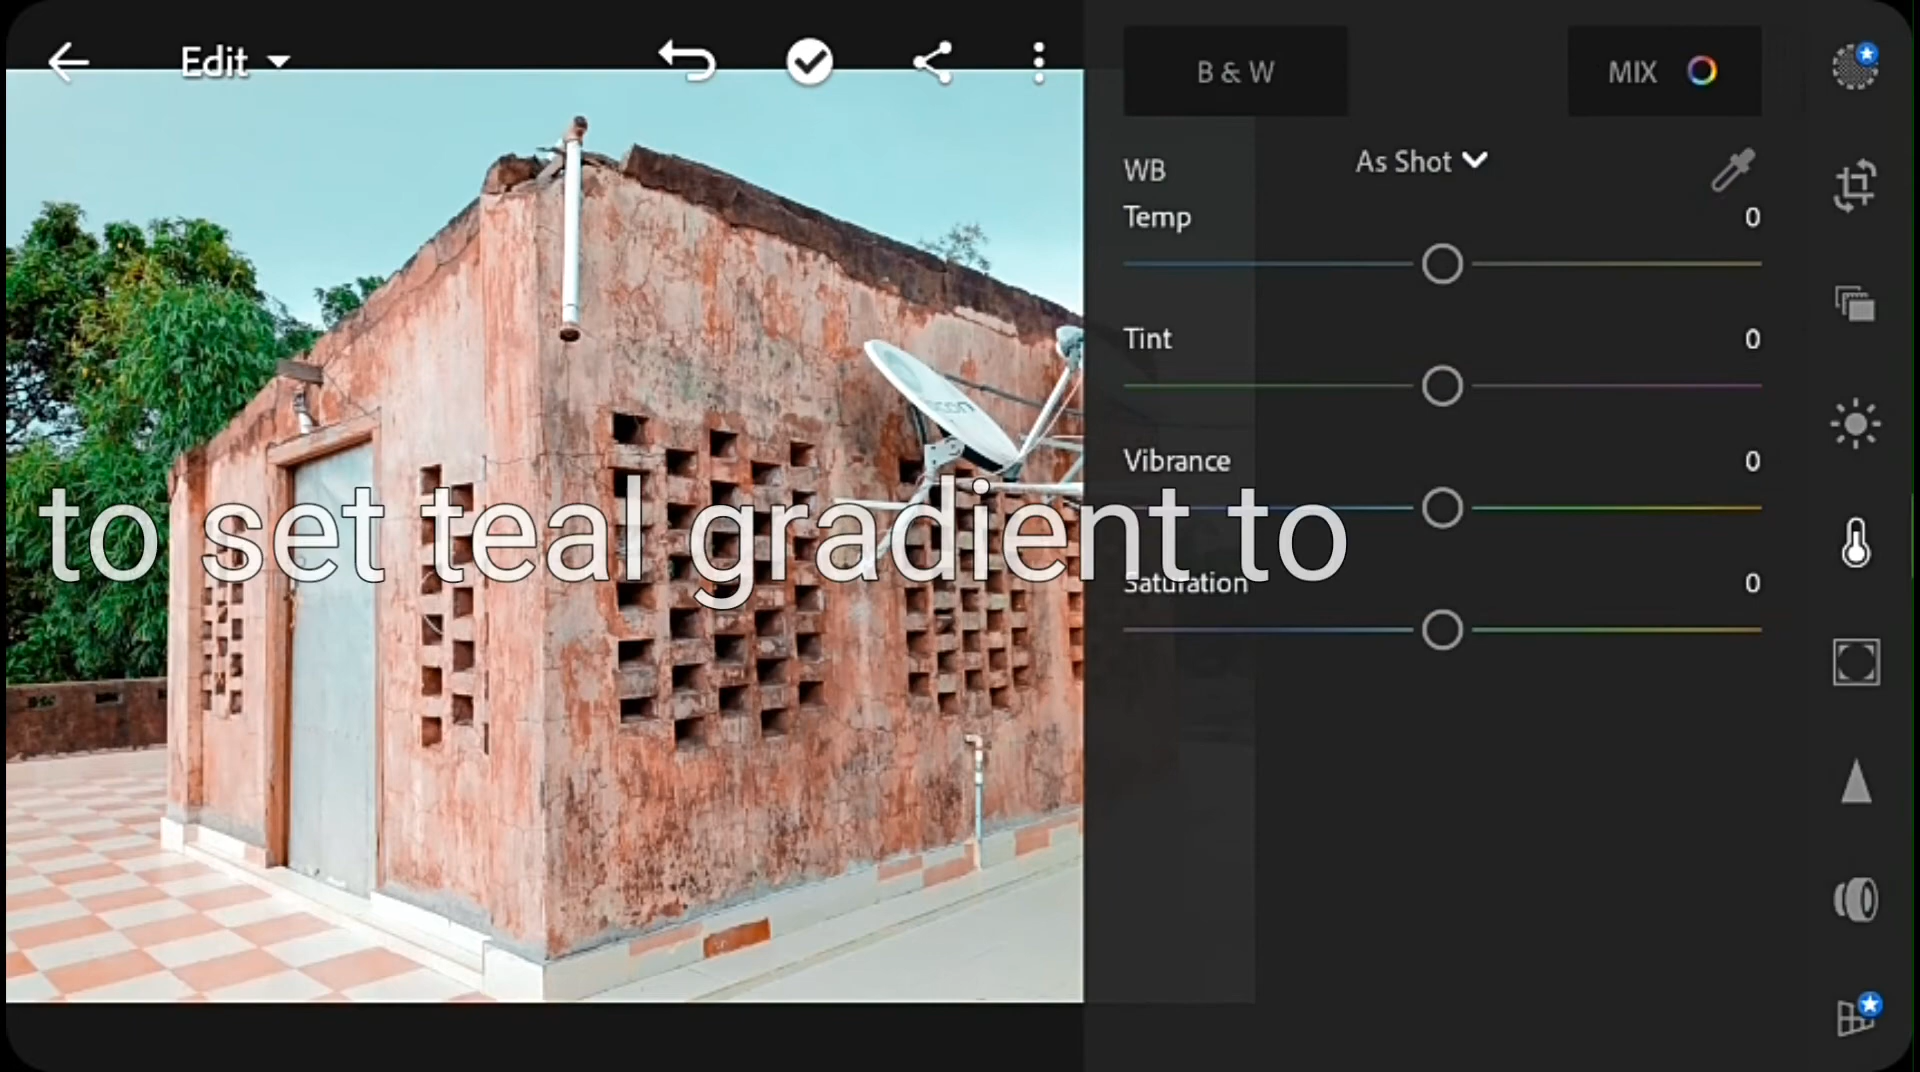 Edit
B & W
MIX
WB
As Shot
Temp
0
Tint
0
Vibrance
0
to set teal gradient to
Saturation
0